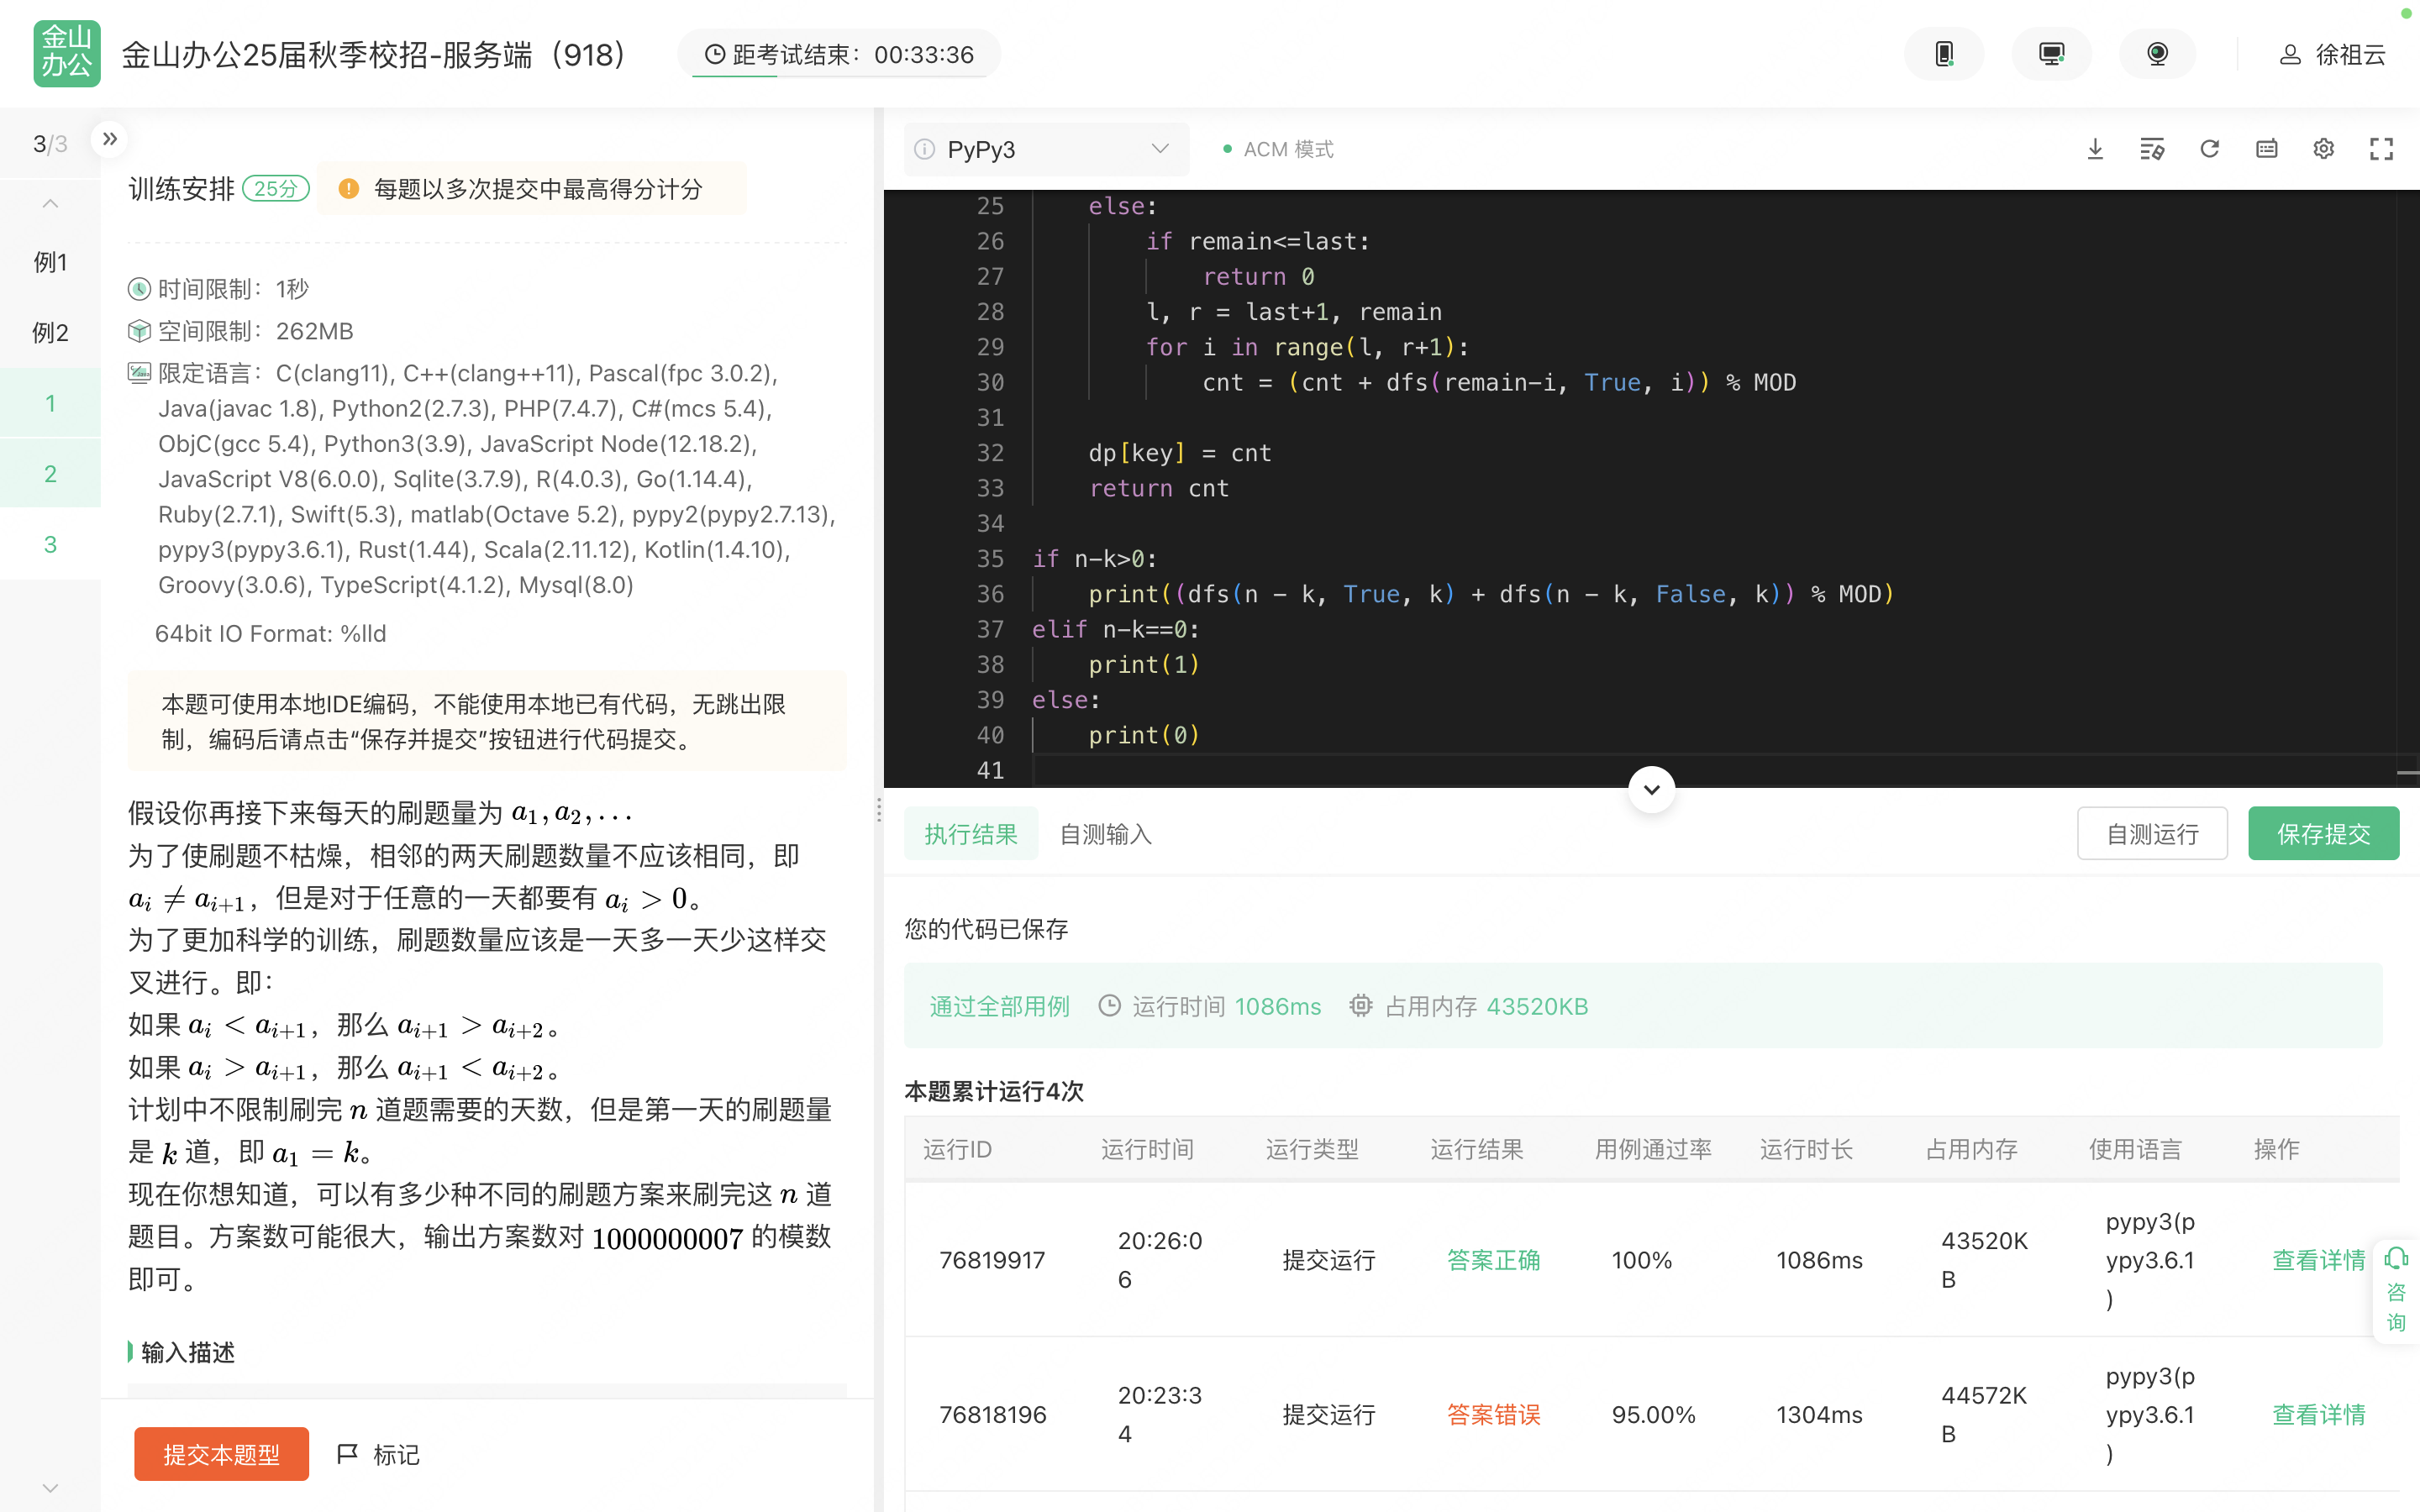 金山
办公
金山办公25届秋季校招-服务端（918）
距考试结束：00:33:36
徐祖云
3/3
例1
例2
1
2
3
训练安排 25分 每题以多次提交中最高得分计分
时间限制：1秒
空间限制：262MB
限定语言：C(clang11), C++(clang++11), Pascal(fpc 3.0.2),
Java(javac 1.8), Python2(2.7.3), PHP(7.4.7), C#(mcs 5.4),
ObjC(gcc 5.4), Python3(3.9), JavaScript Node(12.18.2),
JavaScript V8(6.0.0), Sqlite(3.7.9), R(4.0.3), Go(1.14.4),
Ruby(2.7.1), Swift(5.3), matlab(Octave 5.2), pypy2(pypy2.7.13),
pypy3(pypy3.6.1), Rust(1.44), Scala(2.11.12), Kotlin(1.4.10),
Groovy(3.0.6), TypeScript(4.1.2), Mysql(8.0)
64bit IO Format: %lld
本题可使用本地IDE编码，不能使用本地已有代码，无跳出限
制，编码后请点击“保存并提交”按钮进行代码提交。
假设你再接下来每天的刷题量为 a₁, a₂, ...
为了使刷题不枯燥，相邻的两天刷题数量不应该相同，即
aᵢ ≠ aᵢ₊₁，但是对于任意的一天都要有 aᵢ > 0。
为了更加科学的训练，刷题数量应该是一天多一天少这样交
叉进行。即：
如果 aᵢ < aᵢ₊₁，那么 aᵢ₊₁ > aᵢ₊₂。
如果 aᵢ > aᵢ₊₁，那么 aᵢ₊₁ < aᵢ₊₂。
计划中不限制刷完 n 道题需要的天数，但是第一天的刷题量
是 k 道，即 a₁ = k。
现在你想知道，可以有多少种不同的刷题方案来刷完这 n 道
题目。方案数可能很大，输出方案数对 1000000007 的模数
即可。
输入描述
提交本题型
标记
PyPy3
ACM 模式
25     else:
26         if remain<=last:
27             return 0
28         l, r = last+1, remain
29         for i in range(l, r+1):
30             cnt = (cnt + dfs(remain-i, True, i)) % MOD
31
32     dp[key] = cnt
33     return cnt
34
35 if n-k>0:
36     print((dfs(n - k, True, k) + dfs(n - k, False, k)) % MOD)
37 elif n-k==0:
38     print(1)
39 else:
40     print(0)
41
执行结果 自测输入 自测运行 保存提交
您的代码已保存
通过全部用例 运行时间 1086ms 占用内存 43520KB
本题累计运行4次
运行ID 运行时间 运行类型 运行结果 用例通过率 运行时长 占用内存 使用语言 操作
76819917 20:26:0
6 提交运行 答案正确 100% 1086ms 43520K
B pypy3(p
ypy3.6.1
) 查看详情
76818196 20:23:3
4 提交运行 答案错误 95.00% 1304ms 44572K
B pypy3(p
ypy3.6.1
) 查看详情
咨
询